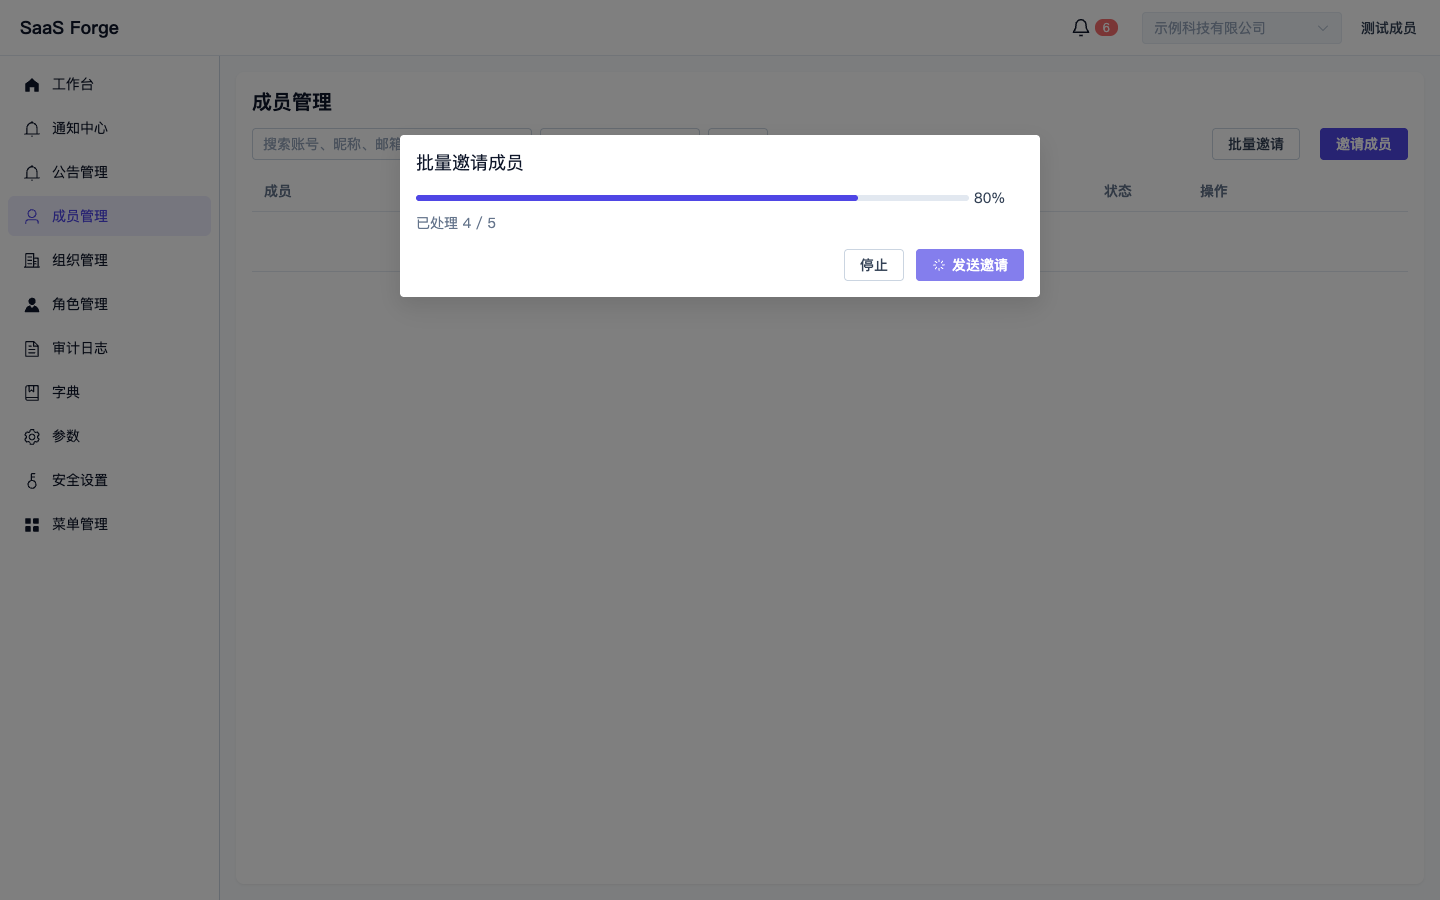 SaaS Forge
6
示例科技有限公司
测试成员
工作台
通知中心
公告管理
成员管理
组织管理
角色管理
审计日志
字典
参数
安全设置
菜单管理
成员管理
搜索账号、昵称、邮箱
批量邀请
邀请成员
成员
状态
操作
批量邀请成员
80%
已处理 4 / 5
停止
发送邀请